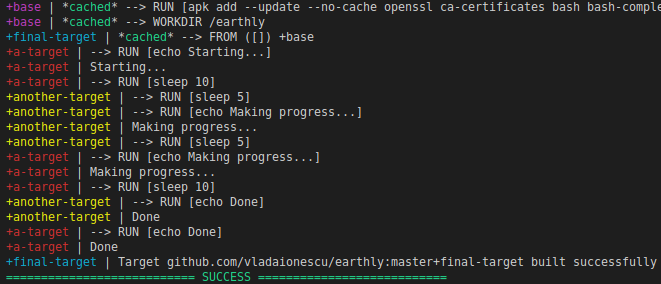 +base | *cached* --> RUN [apk add --update --no-cache openssl ca-certificates bash bash-comple
+base | *cached* --> WORKDIR /earthly
+final-target | *cached* --> FROM ([]) +base
+a-target | --> RUN [echo Starting...]
+a-target | Starting...
+a-target | --> RUN [sleep 10]
+another-target | --> RUN [sleep 5]
+another-target | --> RUN [echo Making progress...]
+another-target | Making progress...
+another-target | --> RUN [sleep 5]
+a-target | --> RUN [echo Making progress...]
+a-target | Making progress...
+a-target | --> RUN [sleep 10]
+another-target | --> RUN [echo Done]
+another-target | Done
+a-target | --> RUN [echo Done]
+a-target | Done
+final-target | Target github.com/vladaionescu/earthly:master+final-target built successfully
=========================== SUCCESS ===========================